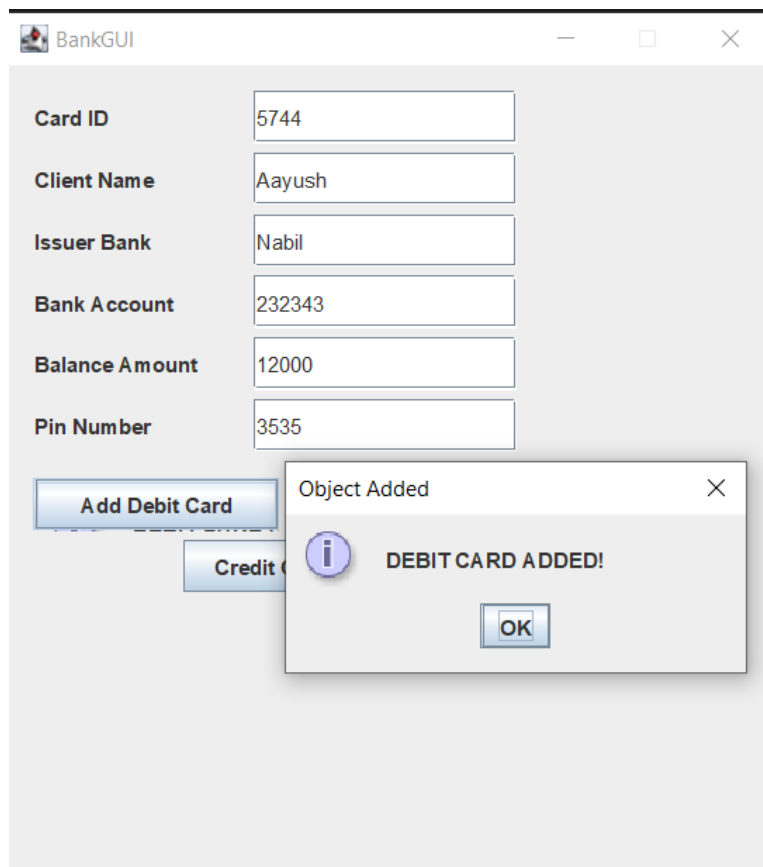 BankGUI
Card ID 5744
Client Name Aayush
Issuer Bank Nabil
Bank Account 232343
Balance Amount 12000
Pin Number 3535
Add Debit Card
Credit
Object Added
DEBIT CARD ADDED!
OK